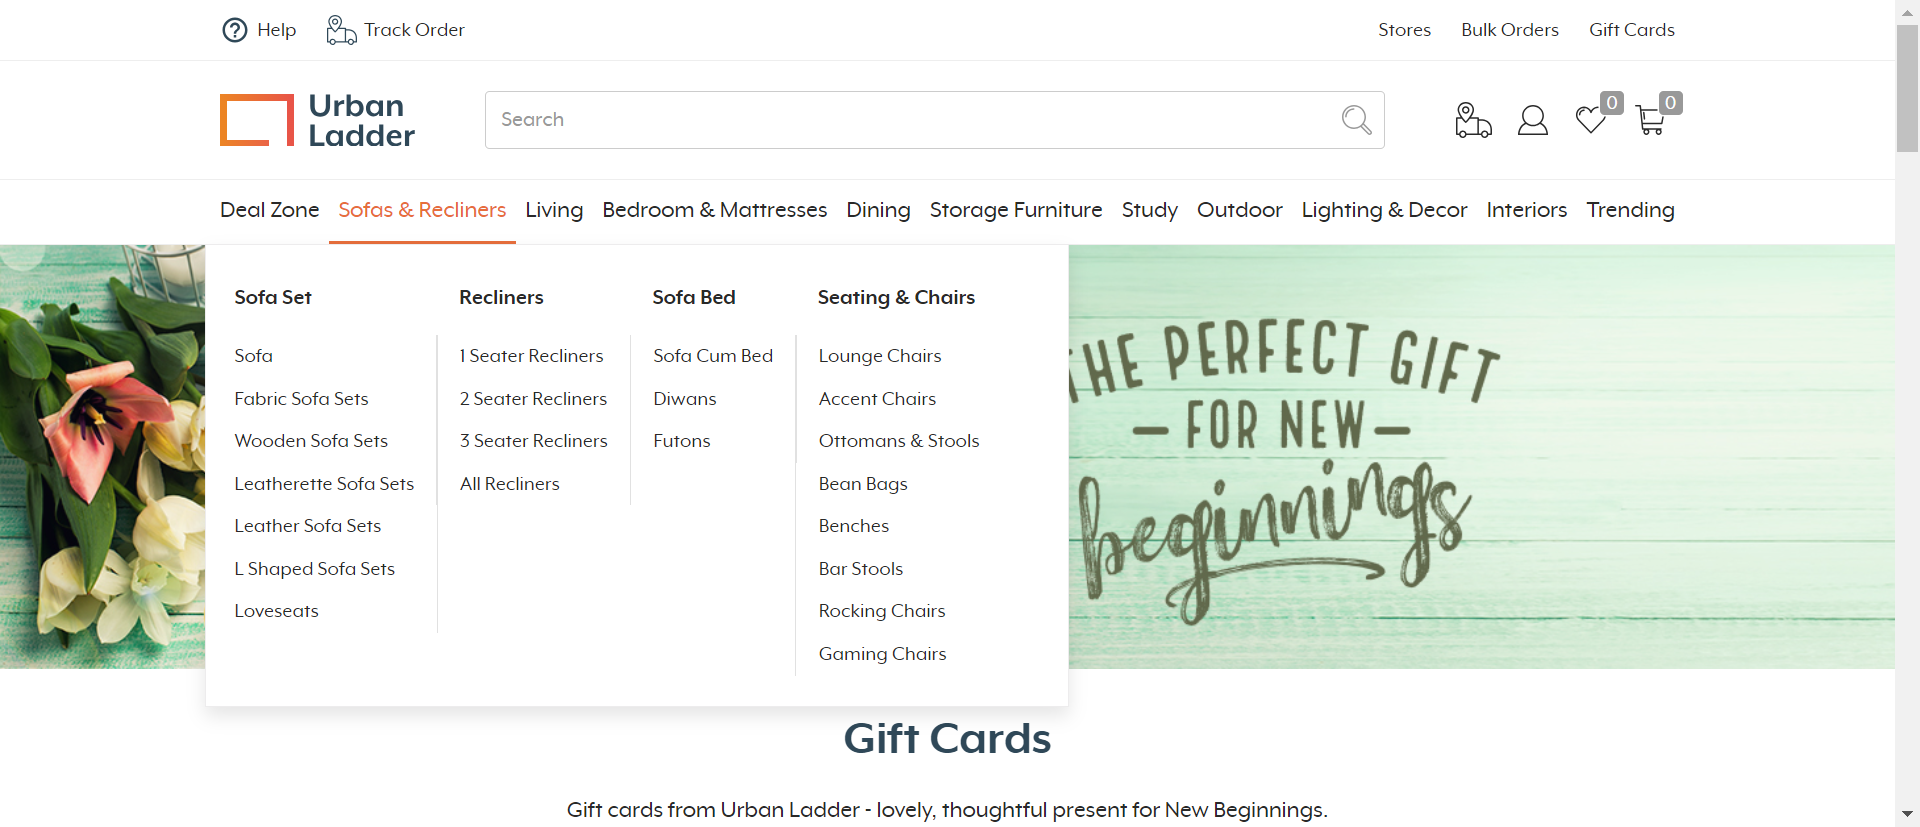 Help
Track Order
Stores
Bulk Orders
Gift Cards
Urban
Ladder
Search
0
0
Deal Zone
Sofas & Recliners
Living
Bedroom & Mattresses
Dining
Storage Furniture
Study
Outdoor
Lighting & Decor
Interiors
Trending
Sofa Set
Sofa
Fabric Sofa Sets
Wooden Sofa Sets
Leatherette Sofa Sets
Leather Sofa Sets
L Shaped Sofa Sets
Loveseats
Recliners
1 Seater Recliners
2 Seater Recliners
3 Seater Recliners
All Recliners
Sofa Bed
Sofa Cum Bed
Diwans
Futons
Seating & Chairs
Lounge Chairs
Accent Chairs
Ottomans & Stools
Bean Bags
Benches
Bar Stools
Rocking Chairs
Gaming Chairs
THE PERFECT GIFT
— FOR NEW —
beginnings
Gift Cards
Gift cards from Urban Ladder - lovely, thoughtful present for New Beginnings.